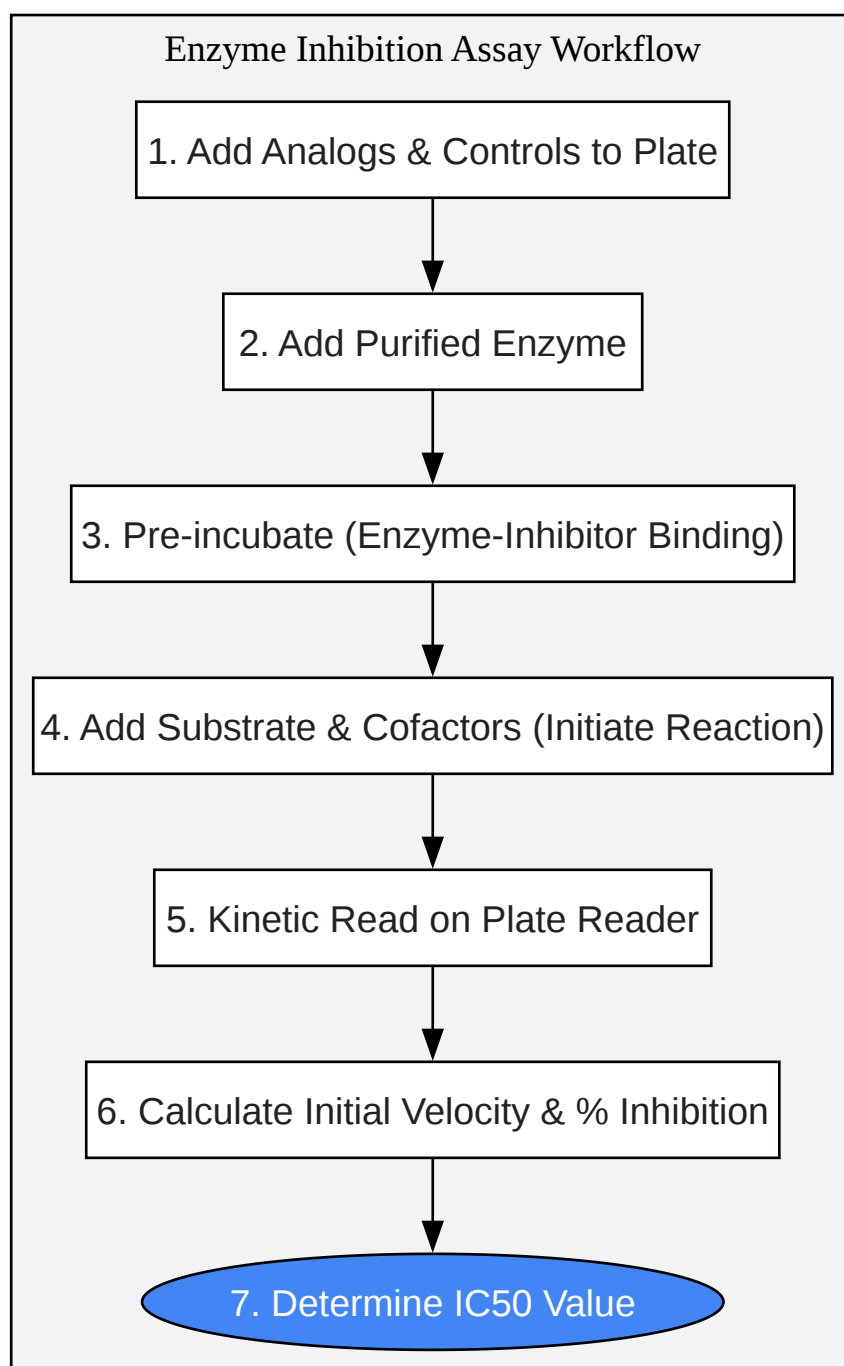 Enzyme Inhibition Assay Workflow
1. Add Analogs & Controls to Plate
2. Add Purified Enzyme
3. Pre-incubate (Enzyme-Inhibitor Binding)
4. Add Substrate & Cofactors (Initiate Reaction)
5. Kinetic Read on Plate Reader
6. Calculate Initial Velocity & % Inhibition
7. Determine IC50 Value